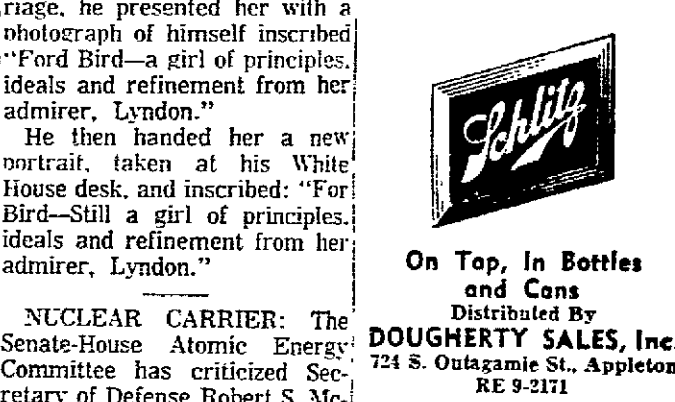 riage, he presented her with a
photograph of himself inscribed
"Ford Bird—a girl of principles,
ideals and refinement from her
admirer, Lyndon."
He then handed her a new
portrait, taken at his White
House desk, and inscribed: "For
Bird—Still a girl of principles,
ideals and refinement from her
admirer, Lyndon."
NUCLEAR CARRIER: The
Senate-House Atomic Energy
Committee has criticized Sec-
retary of Defense Robert S. Mc-
Schlitz
On Tap, In Bottles
and Cans
Distributed By
DOUGHERTY SALES, Inc.
724 S. Outagamie St., Appleton
RE 9-2171